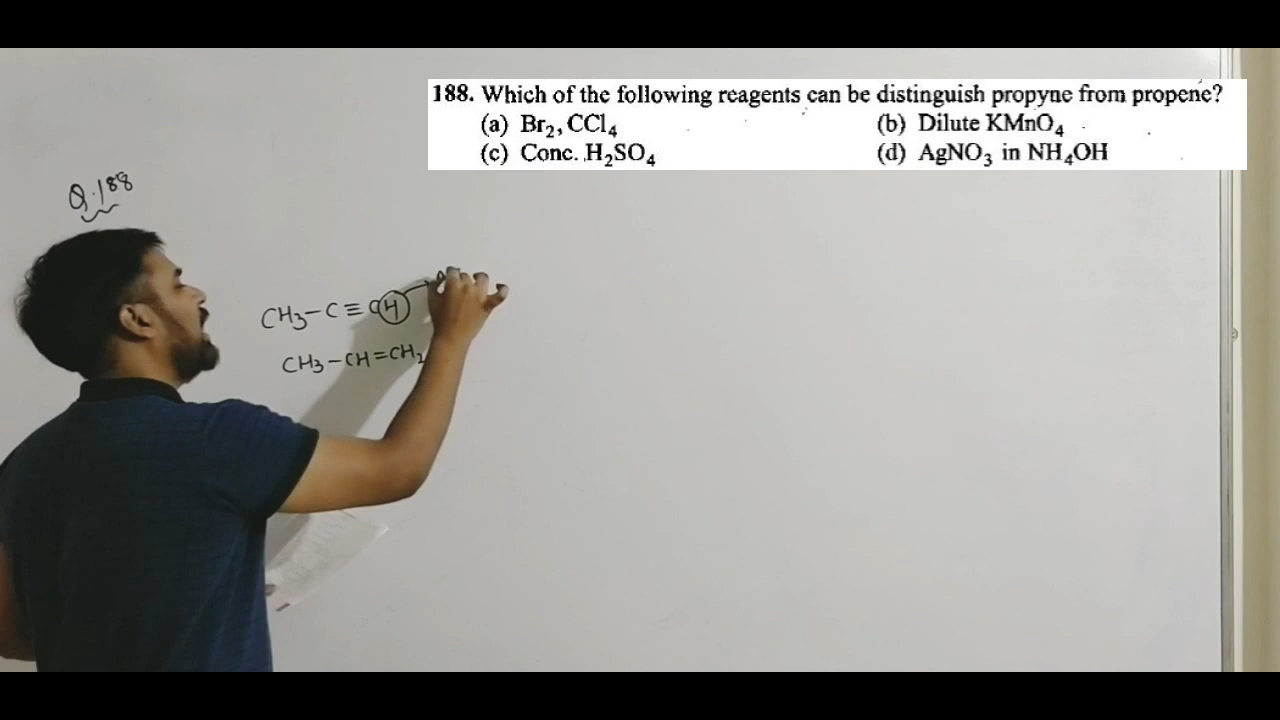 188. Which of the following reagents can be distinguish propyne from propene?
(a) Br₂, CCl₄ (b) Dilute KMnO₄
(c) Conc. H₂SO₄ (d) AgNO₃ in NH₄OH
Q.188
CH₃-C≡CH
CH₃-CH=CH₂